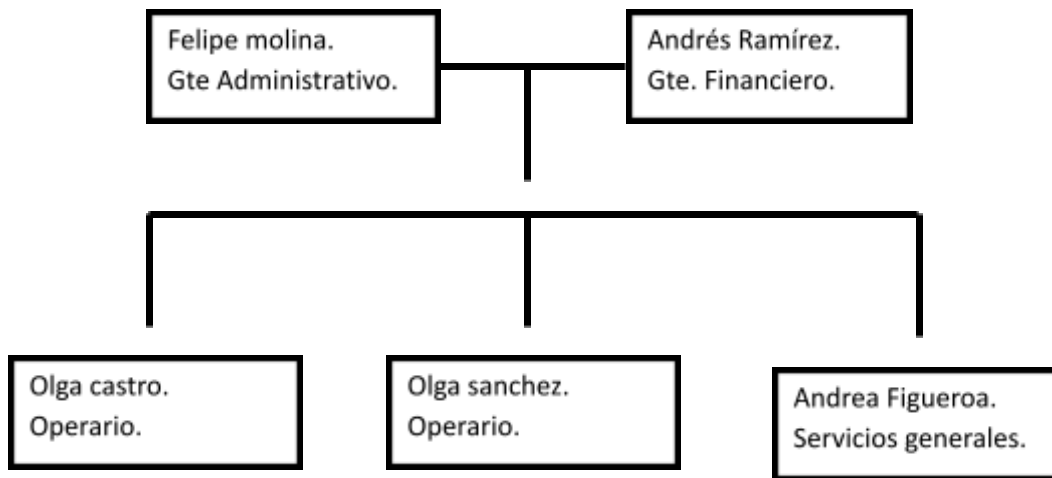 Felipe molina.
Gte Administrativo.
Andrés Ramírez.
Gte. Financiero.
Olga castro.
Operario.
Olga sanchez.
Operario.
Andrea Figueroa.
Servicios generales.